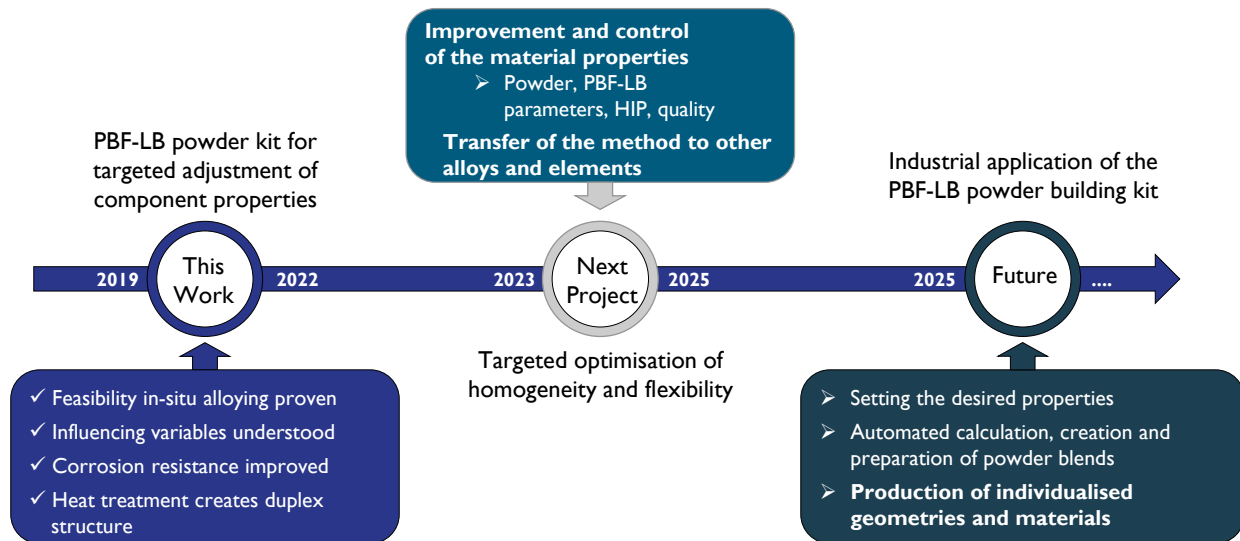 Improvement and control
of the material properties
➢ Powder, PBF-LB
parameters, HIP, quality
Transfer of the method to other
alloys and elements
PBF-LB powder kit for
targeted adjustment of
component properties
Industrial application of the
PBF-LB powder building kit
2019
This
Work
2022
2023
Next
Project
2025
2025
Future
....
Targeted optimisation of
homogeneity and flexibility
✓ Feasibility in-situ alloying proven
✓ Influencing variables understood
✓ Corrosion resistance improved
✓ Heat treatment creates duplex
structure
➢ Setting the desired properties
➢ Automated calculation, creation and
preparation of powder blends
➢ Production of individualised
geometries and materials